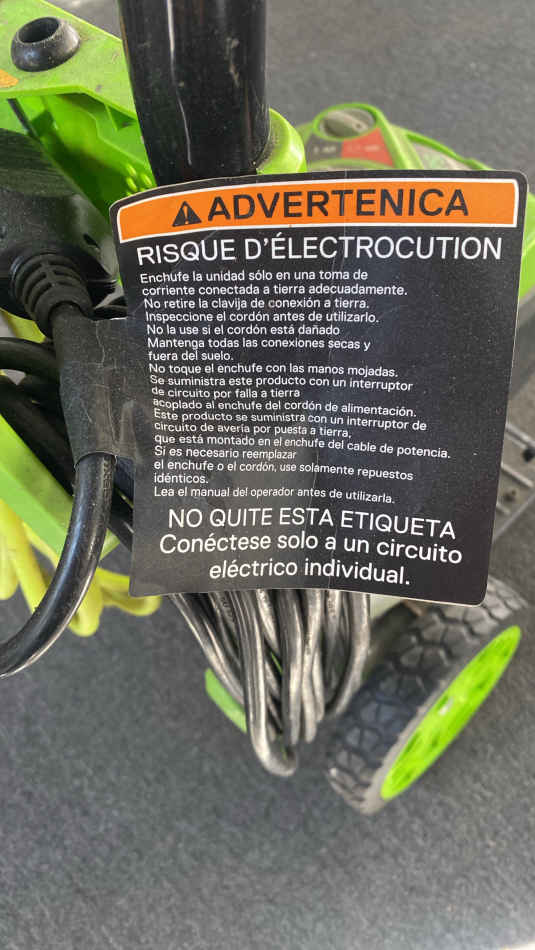 ADVERTENICA
RISQUE D'ÉLECTROCUTION
Enchufe la unidad sólo en una toma de
corriente conectada a tierra adecuadamente.
No retire la clavija de conexión a tierra.
Inspeccione el cordón antes de utilizarlo.
No la use si el cordón está dañado
Mantenga todas las conexiones secas y
fuera del suelo.
No toque el enchufe con las manos mojadas.
Se suministra este producto con un interruptor
de circuito por falla a tierra
acoplado al enchufe del cordón de alimentación.
Este producto se suministra con un interruptor de
circuito de avería por puesta a tierra,
que está montado en el enchufe del cable de potencia.
Si es necesario reemplazar
el enchufe o el cordón, use solamente repuestos
idénticos.
Lea el manual del operador antes de utilizarla.
NO QUITE ESTA ETIQUETA
Conéctese solo a un circuito
eléctrico individual.